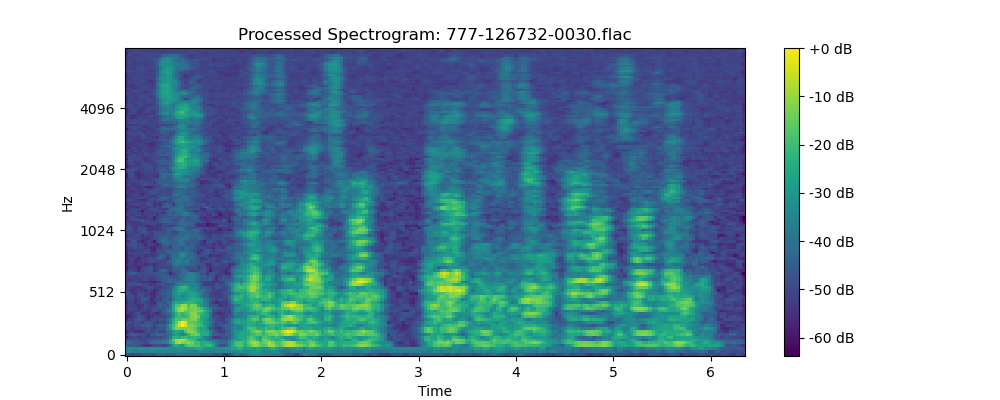 Processed Spectrogram: 777-126732-0030.flac
Hz
4096
2048
1024
512
0
0 1 2 3 4 5 6
Time
+0 dB
-10 dB
-20 dB
-30 dB
-40 dB
-50 dB
-60 dB